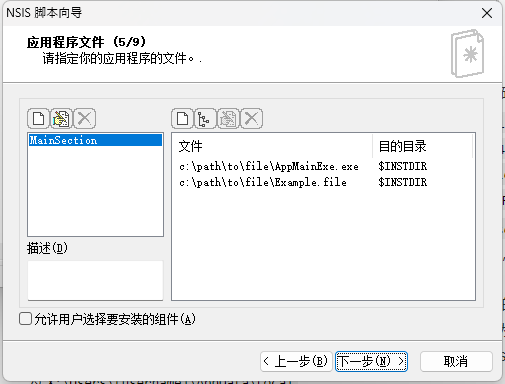 NSIS 脚本向导
应用程序文件 (5/9)
请指定你的应用程序的文件。.
MainSection
文件 目的目录
c:\path\to\file\AppMainExe.exe $INSTDIR
c:\path\to\file\Example.file $INSTDIR
描述(D)
允许用户选择要安装的组件(A)
< 上一步(B) 下一步(N) > 取消